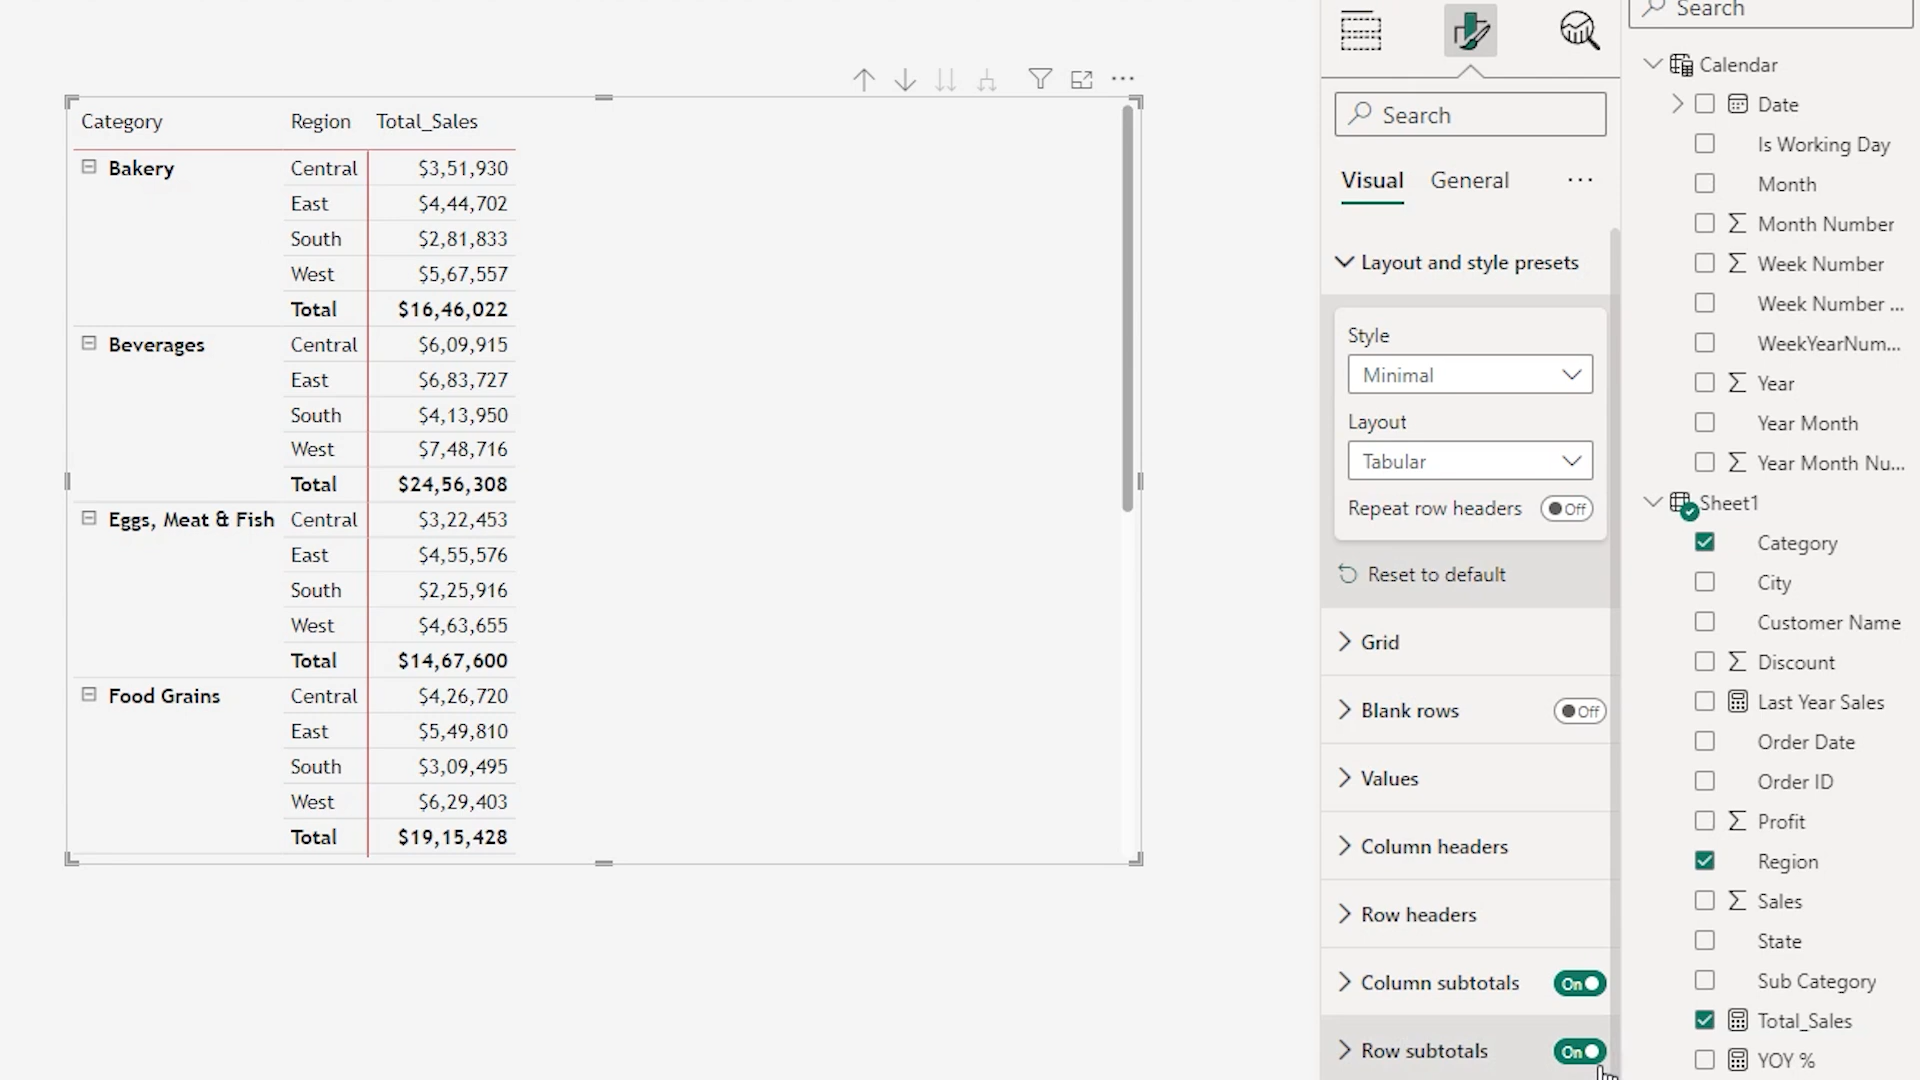 Category Region Total_Sales
Bakery Central $3,51,930
East $4,44,702
South $2,81,833
West $5,67,557
Total $16,46,022
Beverages Central $6,09,915
East $6,83,727
South $4,13,950
West $7,48,716
Total $24,56,308
Eggs, Meat & Fish Central $3,22,453
East $4,55,576
South $2,25,916
West $4,63,655
Total $14,67,600
Food Grains Central $4,26,720
East $5,49,810
South $3,09,495
West $6,29,403
Total $19,15,428
Search
Visual General
Layout and style presets
Style
Minimal
Layout
Tabular
Repeat row headers Off
Reset to default
Grid
Blank rows Off
Values
Column headers
Row headers
Column subtotals On
Row subtotals On
Search
Calendar
Date
Is Working Day
Month
Month Number
Week Number
Week Number ...
WeekYearNum...
Year
Year Month
Year Month Nu...
Sheet1
Category
City
Customer Name
Discount
Last Year Sales
Order Date
Order ID
Profit
Region
Sales
State
Sub Category
Total_Sales
YOY %